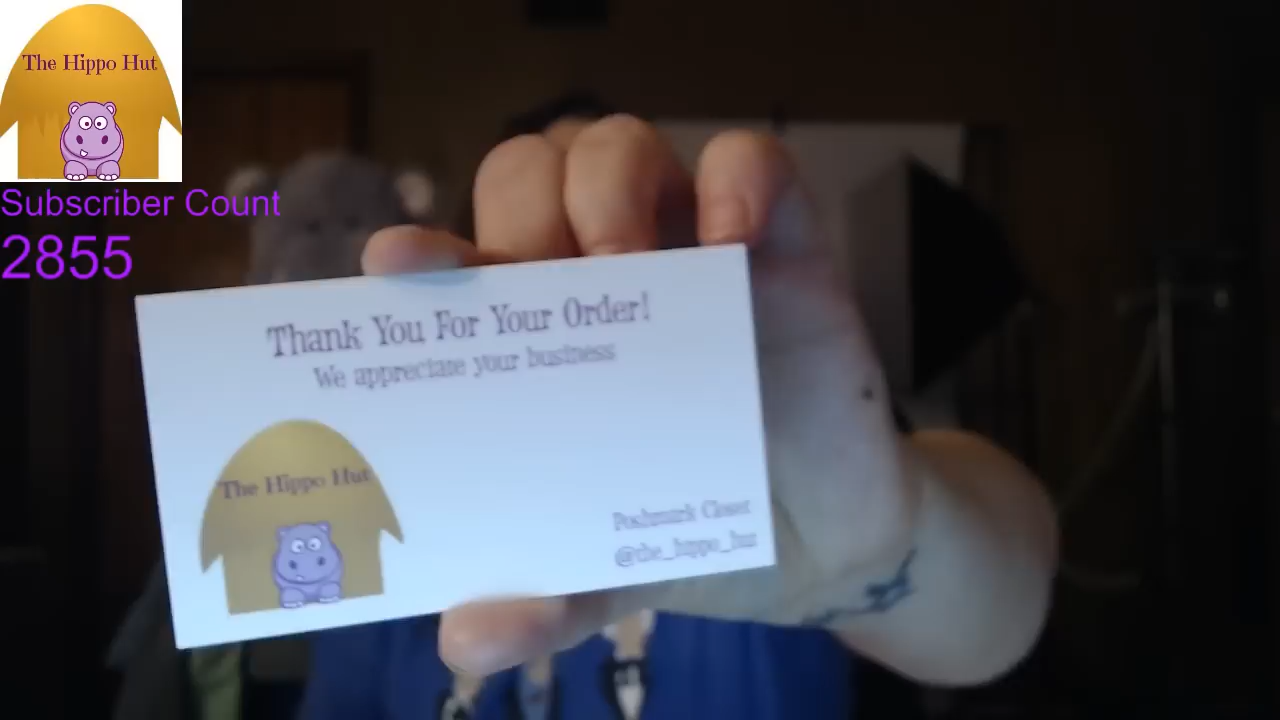 The Hippo Hut
Subscriber Count
2855
Thank You For Your Order!
We appreciate your business
The Hippo Hut
Poshmark Closet
@the_hippo_hut